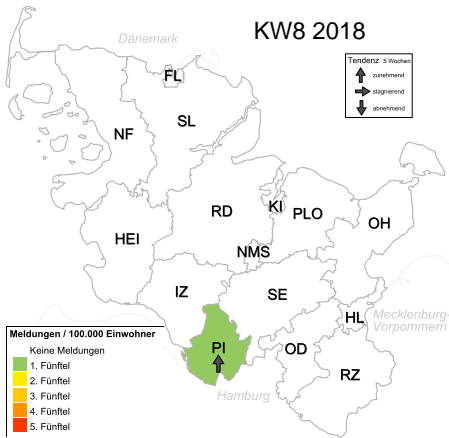 KW8 2018
Dänemark
Tendenz 5 Wochen
zunehmend
stagnierend
abnehmend
FL
SL
NF
RD
KI
PLO
OH
HEI
NMS
IZ
SE
HL
Mecklenburg-
Vorpommern
PI
OD
RZ
Hamburg
Meldungen / 100.000 Einwohner
Keine Meldungen
1. Fünftel
2. Fünftel
3. Fünftel
4. Fünftel
5. Fünftel